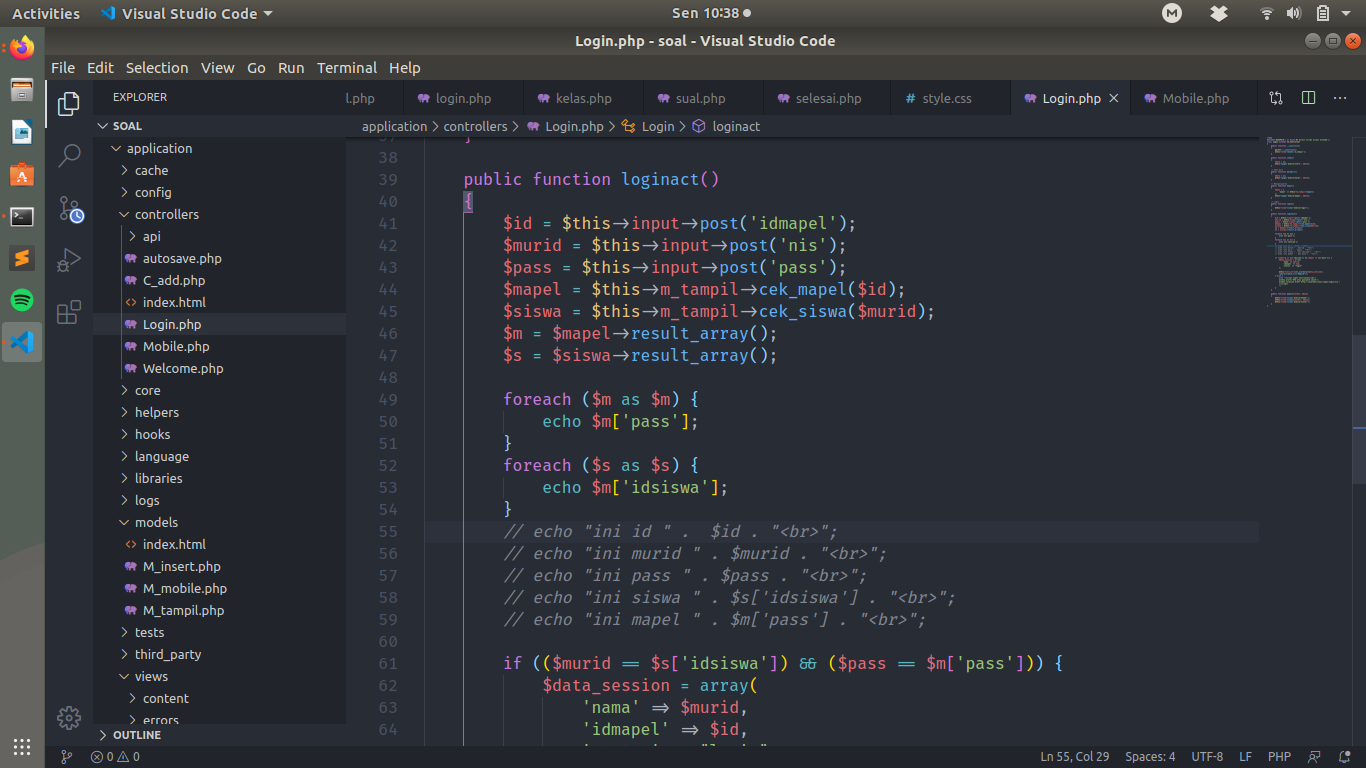 Activities Visual Studio Code Sen 10:38
Login.php - soal - Visual Studio Code
File Edit Selection View Go Run Terminal Help
EXPLORER
l.php login.php kelas.php sual.php selesai.php # style.css Login.php Mobile.php
SOAL
application
cache
config
controllers
api
autosave.php
C_add.php
index.html
Login.php
Mobile.php
Welcome.php
core
helpers
hooks
language
libraries
logs
models
index.html
M_insert.php
M_mobile.php
M_tampil.php
tests
third_party
views
content
errors
OUTLINE
application > controllers > Login.php > Login > loginact
37 }
38
39 public function loginact()
40 {
41 $id = $this->input->post('idmapel');
42 $murid = $this->input->post('nis');
43 $pass = $this->input->post('pass');
44 $mapel = $this->m_tampil->cek_mapel($id);
45 $siswa = $this->m_tampil->cek_siswa($murid);
46 $m = $mapel->result_array();
47 $s = $siswa->result_array();
48
49 foreach ($m as $m) {
50 echo $m['pass'];
51 }
52 foreach ($s as $s) {
53 echo $m['idsiswa'];
54 }
55 // echo "ini id " .  $id . "<br>";
56 // echo "ini murid " . $murid . "<br>";
57 // echo "ini pass " . $pass . "<br>";
58 // echo "ini siswa " . $s['idsiswa'] . "<br>";
59 // echo "ini mapel " . $m['pass'] . "<br>";
60
61 if (($murid == $s['idsiswa']) && ($pass == $m['pass'])) {
62 $data_session = array(
63 'nama' => $murid,
64 'idmapel' => $id,
0 0 Ln 55, Col 29 Spaces: 4 UTF-8 LF PHP